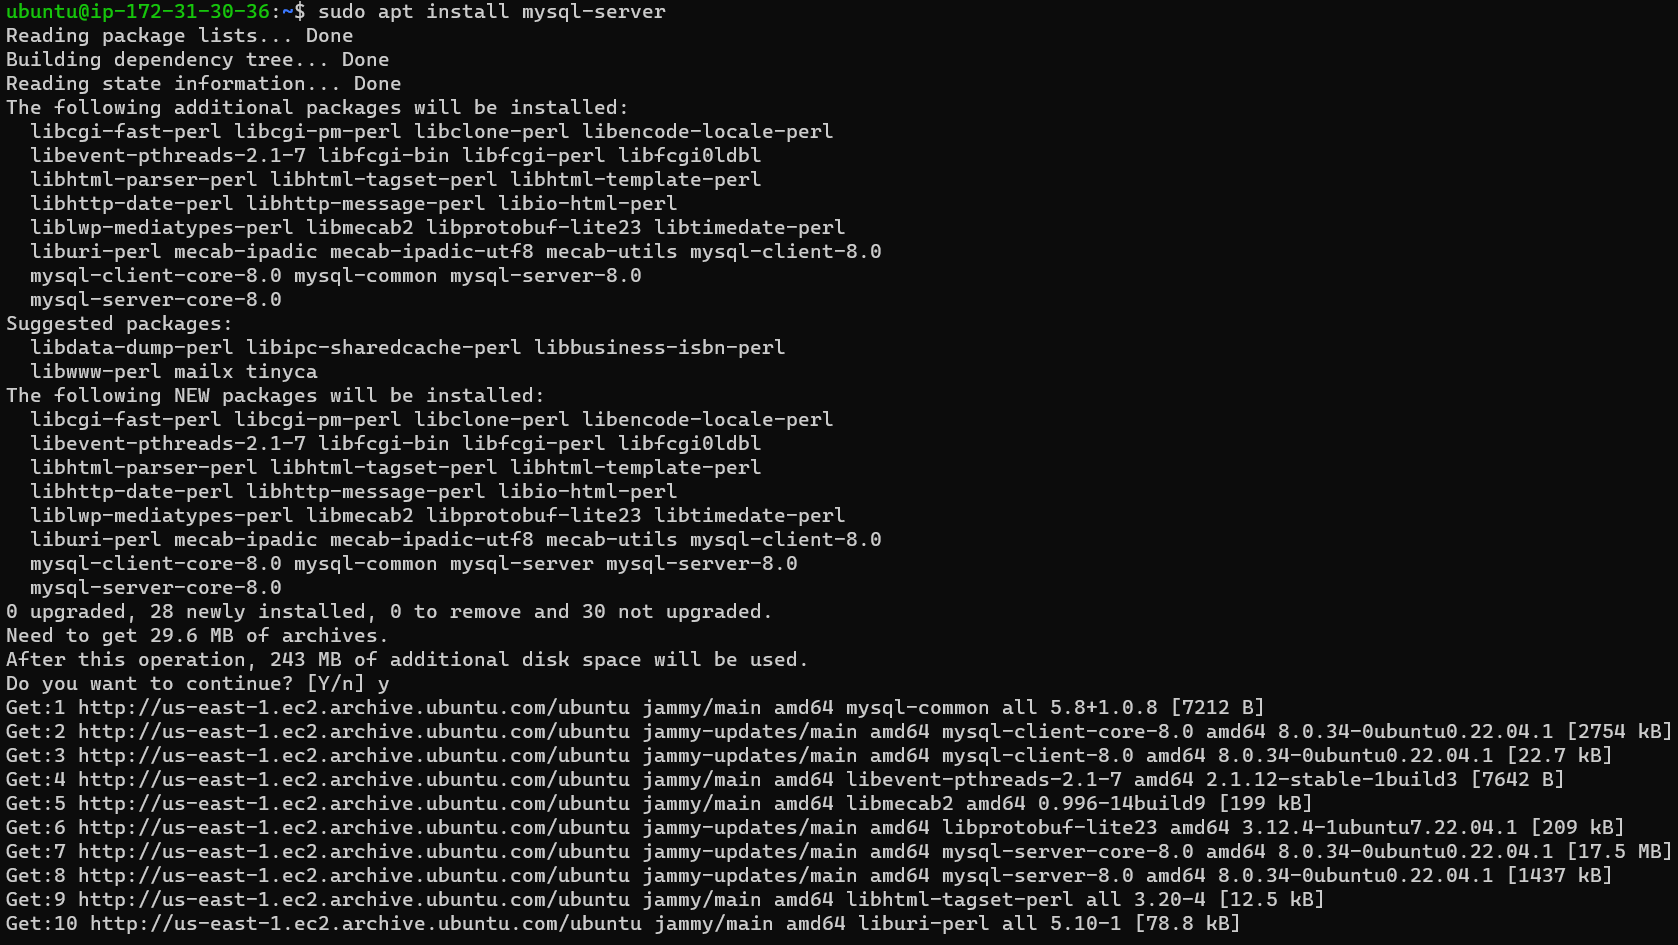 ubuntu@ip-172-31-30-36:~$ sudo apt install mysql-server
Reading package lists... Done
Building dependency tree... Done
Reading state information... Done
The following additional packages will be installed:
  libcgi-fast-perl libcgi-pm-perl libclone-perl libencode-locale-perl
  libevent-pthreads-2.1-7 libfcgi-bin libfcgi-perl libfcgi0ldbl
  libhtml-parser-perl libhtml-tagset-perl libhtml-template-perl
  libhttp-date-perl libhttp-message-perl libio-html-perl
  liblwp-mediatypes-perl libmecab2 libprotobuf-lite23 libtimedate-perl
  liburi-perl mecab-ipadic mecab-ipadic-utf8 mecab-utils mysql-client-8.0
  mysql-client-core-8.0 mysql-common mysql-server-8.0
  mysql-server-core-8.0
Suggested packages:
  libdata-dump-perl libipc-sharedcache-perl libbusiness-isbn-perl
  libwww-perl mailx tinyca
The following NEW packages will be installed:
  libcgi-fast-perl libcgi-pm-perl libclone-perl libencode-locale-perl
  libevent-pthreads-2.1-7 libfcgi-bin libfcgi-perl libfcgi0ldbl
  libhtml-parser-perl libhtml-tagset-perl libhtml-template-perl
  libhttp-date-perl libhttp-message-perl libio-html-perl
  liblwp-mediatypes-perl libmecab2 libprotobuf-lite23 libtimedate-perl
  liburi-perl mecab-ipadic mecab-ipadic-utf8 mecab-utils mysql-client-8.0
  mysql-client-core-8.0 mysql-common mysql-server mysql-server-8.0
  mysql-server-core-8.0
0 upgraded, 28 newly installed, 0 to remove and 30 not upgraded.
Need to get 29.6 MB of archives.
After this operation, 243 MB of additional disk space will be used.
Do you want to continue? [Y/n] y
Get:1 http://us-east-1.ec2.archive.ubuntu.com/ubuntu jammy/main amd64 mysql-common all 5.8+1.0.8 [7212 B]
Get:2 http://us-east-1.ec2.archive.ubuntu.com/ubuntu jammy-updates/main amd64 mysql-client-core-8.0 amd64 8.0.34-0ubuntu0.22.04.1 [2754 kB]
Get:3 http://us-east-1.ec2.archive.ubuntu.com/ubuntu jammy-updates/main amd64 mysql-client-8.0 amd64 8.0.34-0ubuntu0.22.04.1 [22.7 kB]
Get:4 http://us-east-1.ec2.archive.ubuntu.com/ubuntu jammy/main amd64 libevent-pthreads-2.1-7 amd64 2.1.12-stable-1build3 [7642 B]
Get:5 http://us-east-1.ec2.archive.ubuntu.com/ubuntu jammy/main amd64 libmecab2 amd64 0.996-14build9 [199 kB]
Get:6 http://us-east-1.ec2.archive.ubuntu.com/ubuntu jammy-updates/main amd64 libprotobuf-lite23 amd64 3.12.4-1ubuntu7.22.04.1 [209 kB]
Get:7 http://us-east-1.ec2.archive.ubuntu.com/ubuntu jammy-updates/main amd64 mysql-server-core-8.0 amd64 8.0.34-0ubuntu0.22.04.1 [17.5 MB]
Get:8 http://us-east-1.ec2.archive.ubuntu.com/ubuntu jammy-updates/main amd64 mysql-server-8.0 amd64 8.0.34-0ubuntu0.22.04.1 [1437 kB]
Get:9 http://us-east-1.ec2.archive.ubuntu.com/ubuntu jammy/main amd64 libhtml-tagset-perl all 3.20-4 [12.5 kB]
Get:10 http://us-east-1.ec2.archive.ubuntu.com/ubuntu jammy/main amd64 liburi-perl all 5.10-1 [78.8 kB]